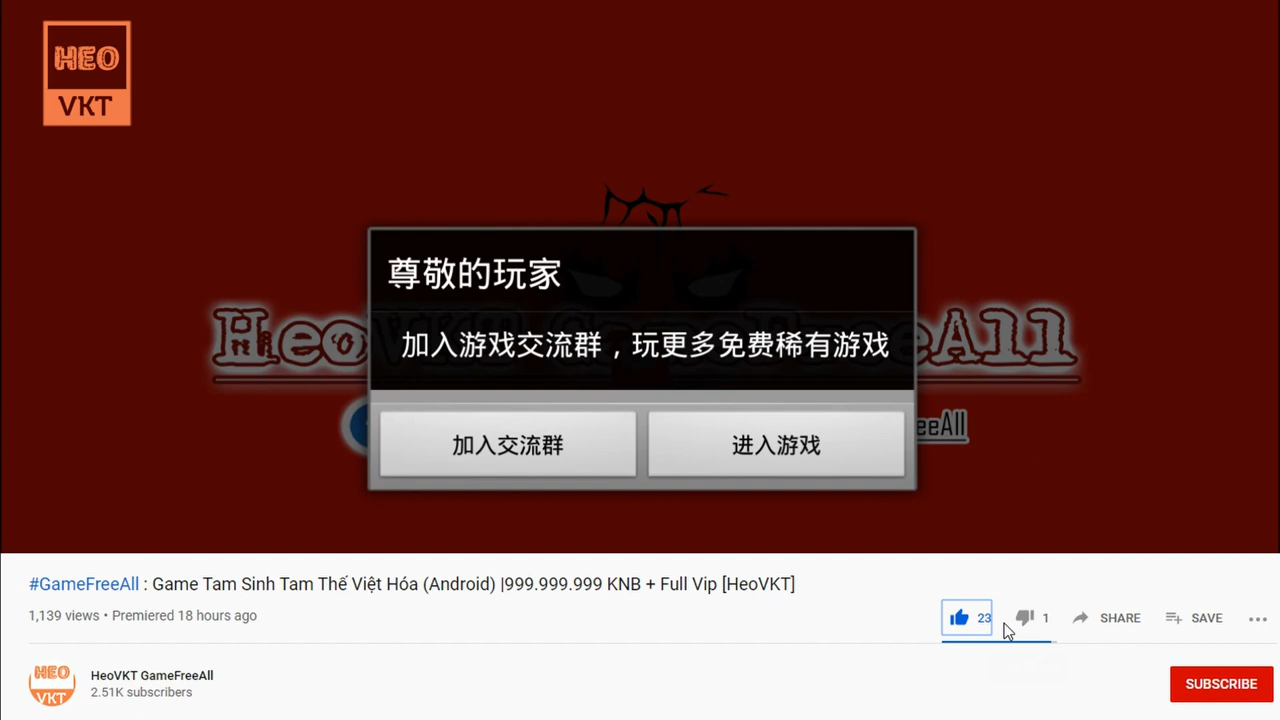 HEO
VKT
尊敬的玩家
加入游戏交流群，玩更多免费稀有游戏
加入交流群
进入游戏
HeoVKT GameFreeAll
eeAll
#GameFreeAll : Game Tam Sinh Tam Thế Việt Hóa (Android) |999.999.999 KNB + Full Vip [HeoVKT]
1,139 views • Premiered 18 hours ago
23
1
SHARE
SAVE
HEO
VKT
HeoVKT GameFreeAll
2.51K subscribers
SUBSCRIBE